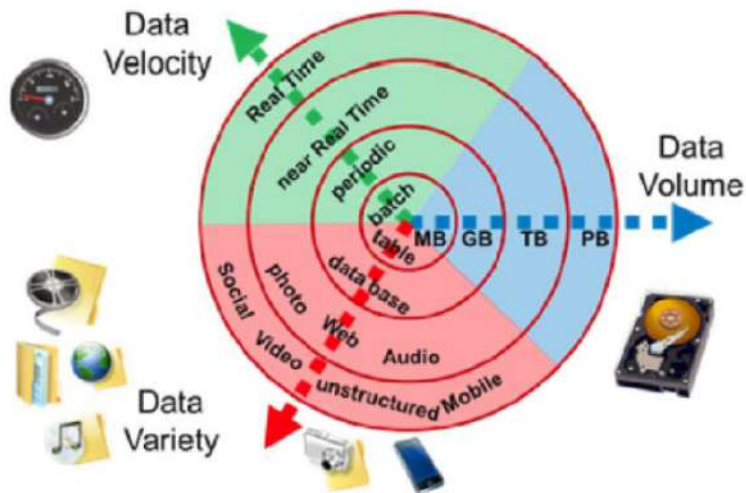 Data
Velocity
Real Time
near Real Time
periodic
batch
Data
Volume
MB GB TB PB
table
data base
photo Web Audio
Social Video unstructured Mobile
Data
Variety